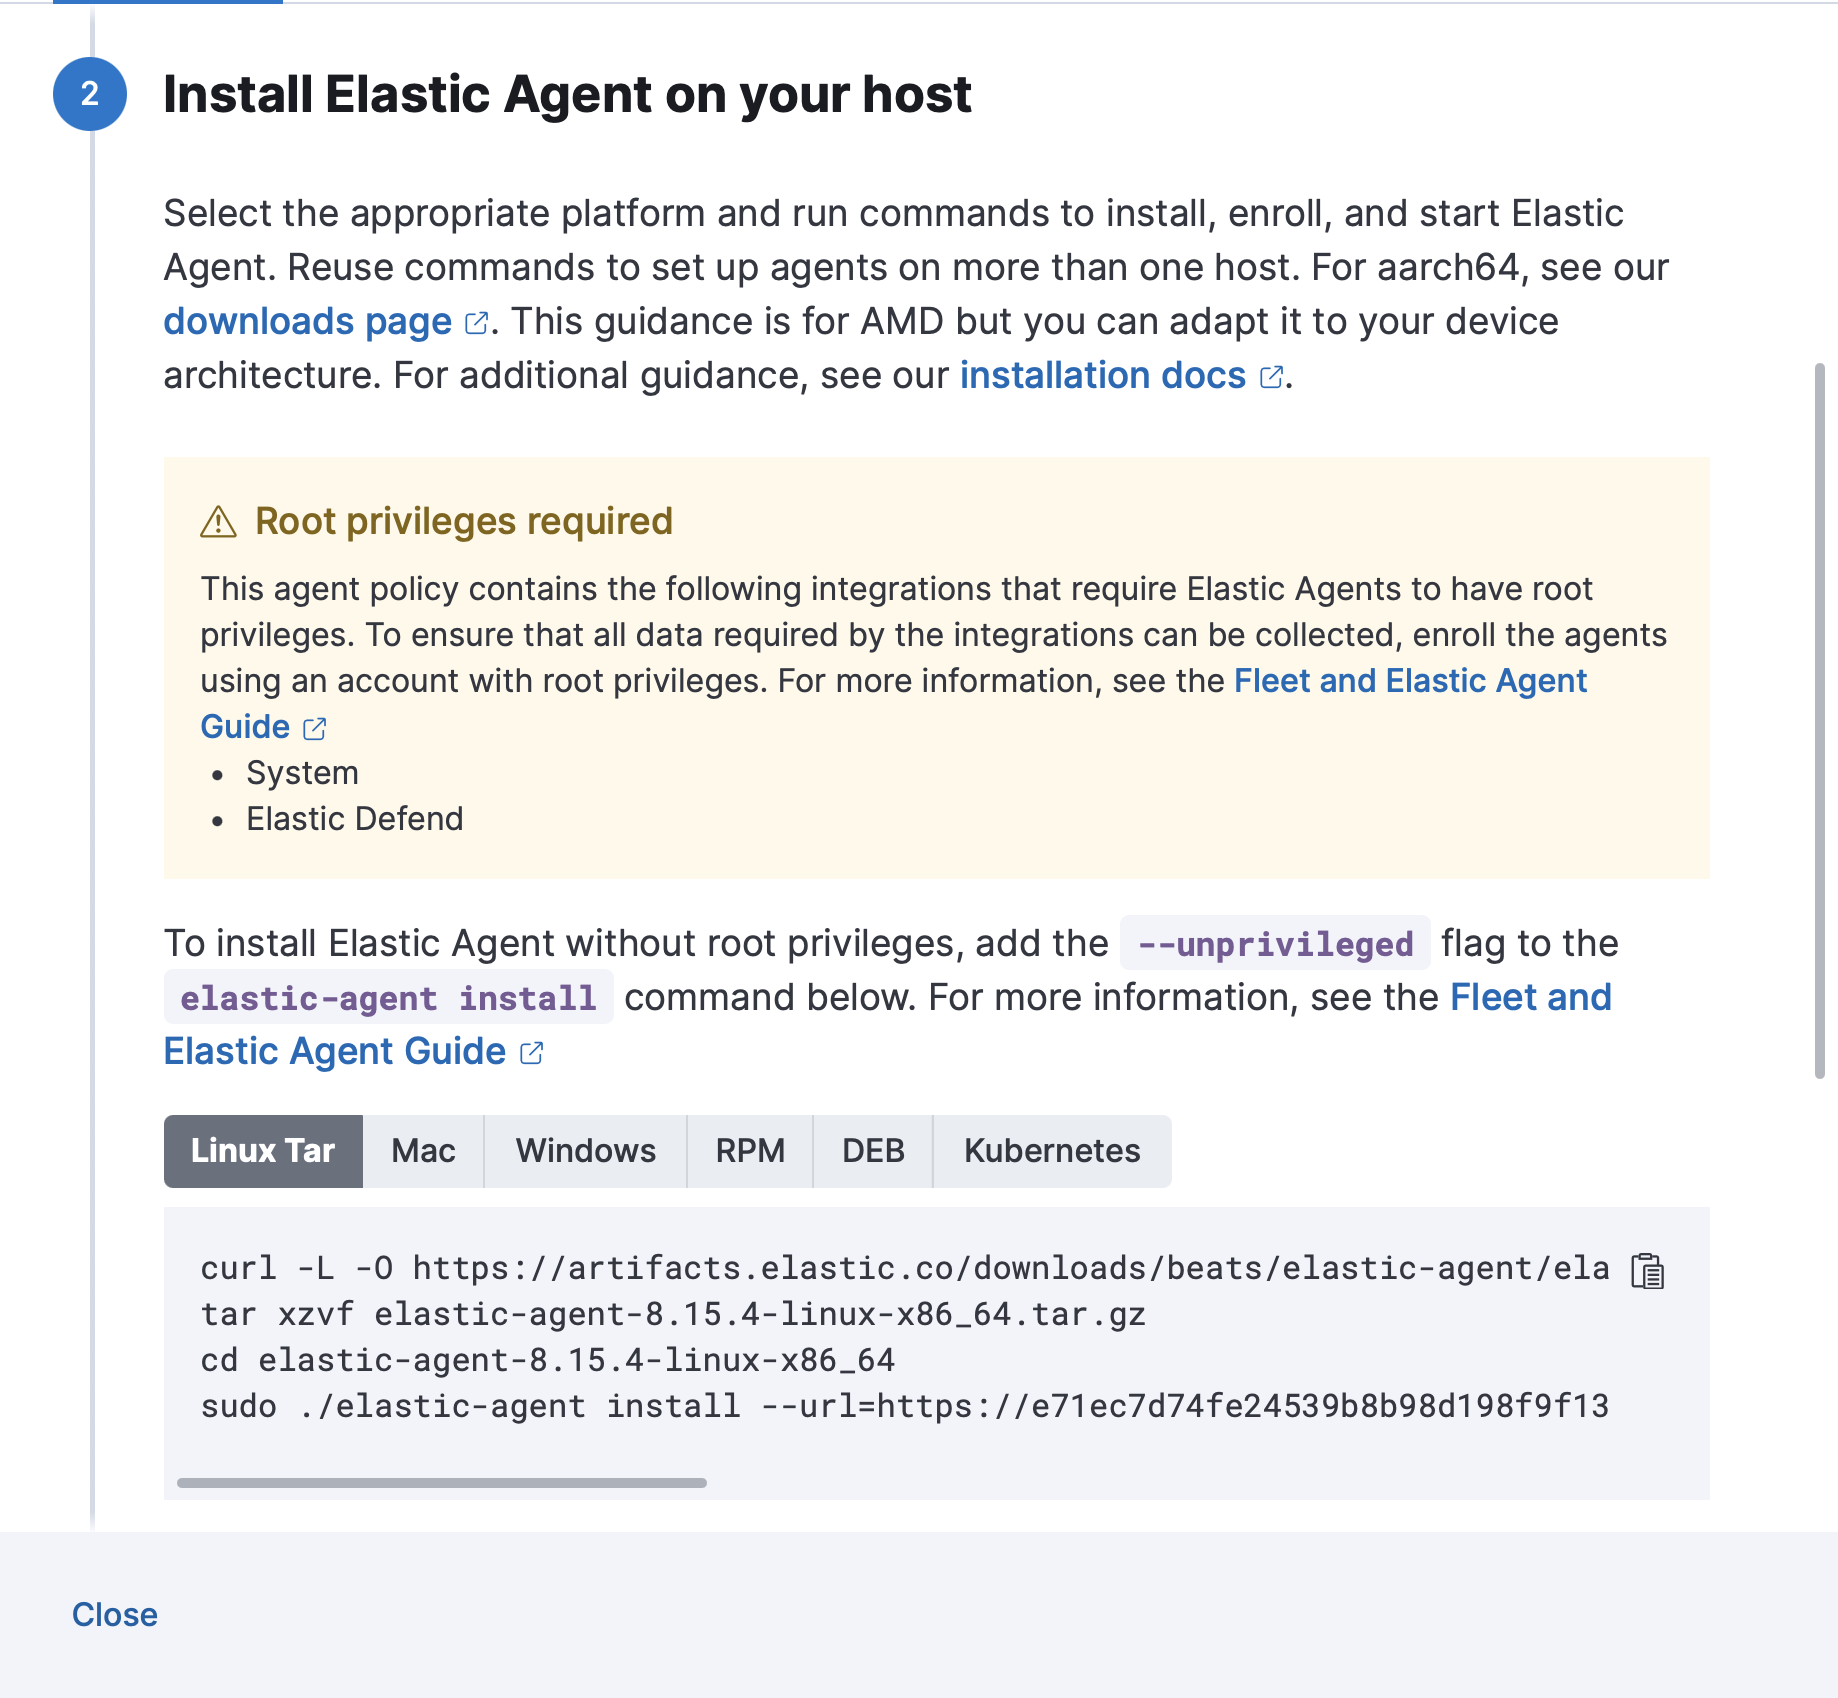 2
Install Elastic Agent on your host
Select the appropriate platform and run commands to install, enroll, and start Elastic
Agent. Reuse commands to set up agents on more than one host. For aarch64, see our
downloads page . This guidance is for AMD but you can adapt it to your device
architecture. For additional guidance, see our installation docs .
Root privileges required
This agent policy contains the following integrations that require Elastic Agents to have root
privileges. To ensure that all data required by the integrations can be collected, enroll the agents
using an account with root privileges. For more information, see the Fleet and Elastic Agent
Guide
• System
• Elastic Defend
To install Elastic Agent without root privileges, add the --unprivileged flag to the
elastic-agent install command below. For more information, see the Fleet and
Elastic Agent Guide
Linux Tar Mac Windows RPM DEB Kubernetes
curl -L -O https://artifacts.elastic.co/downloads/beats/elastic-agent/ela
tar xzvf elastic-agent-8.15.4-linux-x86_64.tar.gz
cd elastic-agent-8.15.4-linux-x86_64
sudo ./elastic-agent install --url=https://e71ec7d74fe24539b8b98d198f9f13
Close